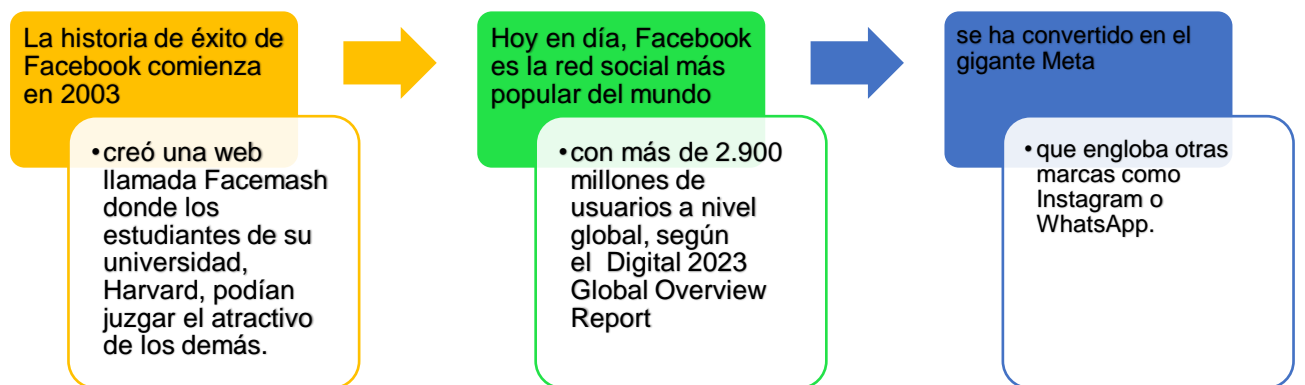 La historia de éxito de
Facebook comienza
en 2003
•creó una web
llamada Facemash
donde los
estudiantes de su
universidad,
Harvard, podían
juzgar el atractivo
de los demás.
Hoy en día, Facebook
es la red social más
popular del mundo
•con más de 2.900
millones de
usuarios a nivel
global, según
el Digital 2023
Global Overview
Report
se ha convertido en el
gigante Meta
•que engloba otras
marcas como
Instagram o
WhatsApp.